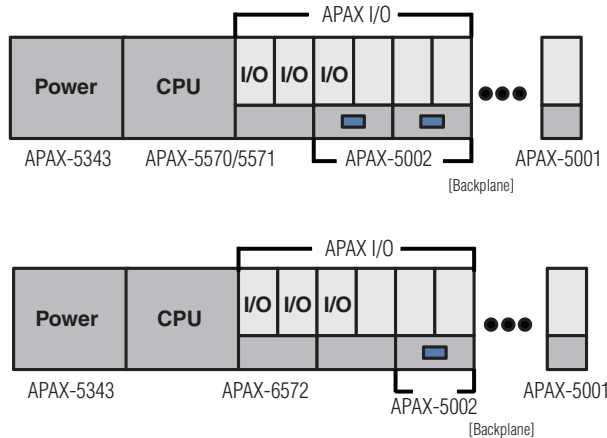 APAX I/O
Power
CPU
I/O
I/O
I/O
APAX-5343
APAX-5570/5571
APAX-5002
APAX-5001
[Backplane]
APAX I/O
Power
CPU
I/O
I/O
I/O
APAX-5343
APAX-6572
APAX-5002
APAX-5001
[Backplane]